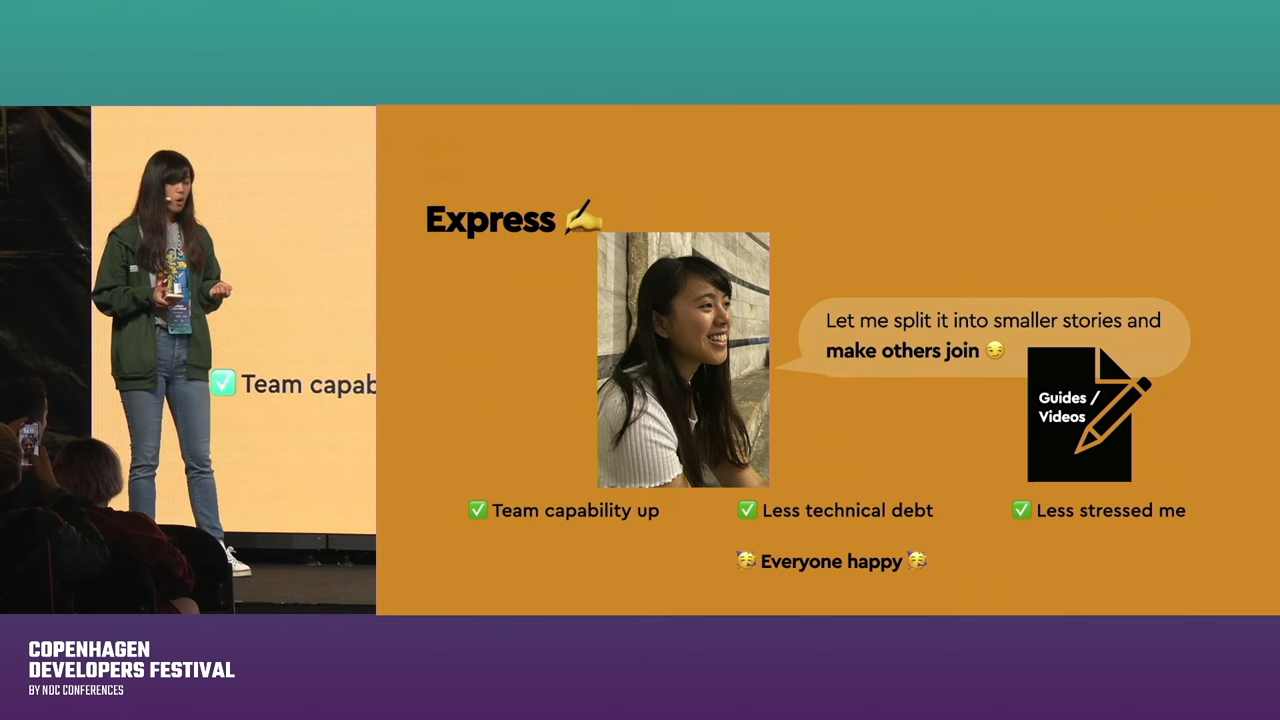 Express ✍️
Let me split it into smaller stories and
make others join 😏
Guides /
Videos
✅ Team capability up
✅ Less technical debt
✅ Less stressed me
🥳 Everyone happy 🥳
✅ Team capab
COPENHAGEN
DEVELOPERS FESTIVAL
BY NDC CONFERENCES